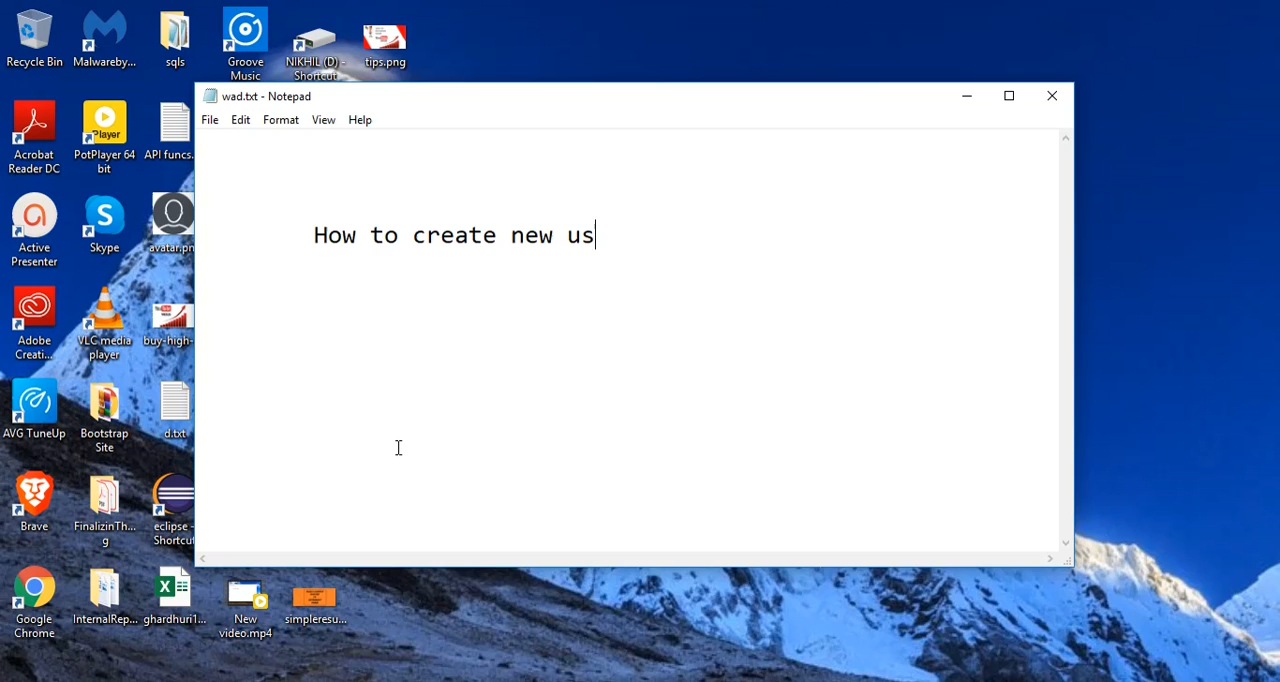 Recycle Bin
Malwareby...
sqls
Groove
Music
NIKHIL (D) -
Shortcut
tips.png
wad.txt - Notepad
File Edit Format View Help
How to create new us
Acrobat
Reader DC
Player
PotPlayer 64
bit
API funcs.
Active
Presenter
Skype
avatar.pn
Adobe
Creati...
VLC media
player
buy-high-
AVG TuneUp
Bootstrap
Site
d.txt
Brave
FinalizinTh...
g
eclipse -
Shortcut
Google
Chrome
InternalRep...
ghardhuri1...
New
video.mp4
simpleresu...